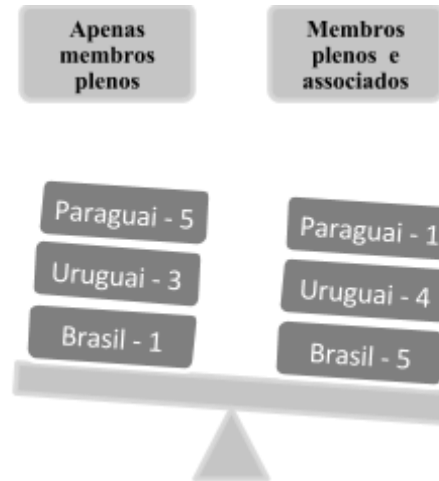 Apenas
membros
plenos
Membros
plenos e
associados
Paraguai - 5
Uruguai - 3
Brasil - 1
Paraguai - 1
Uruguai - 4
Brasil - 5